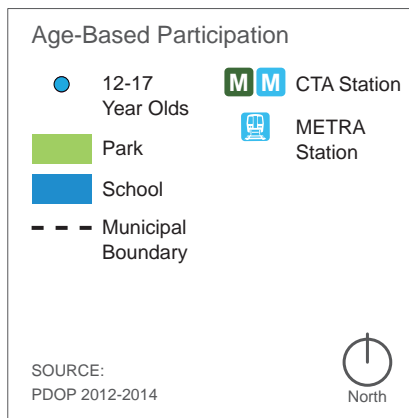 Age-Based Participation
12-17
Year Olds
Park
School
Municipal
Boundary
M M CTA Station
METRA
Station
SOURCE:
PDOP 2012-2014
North